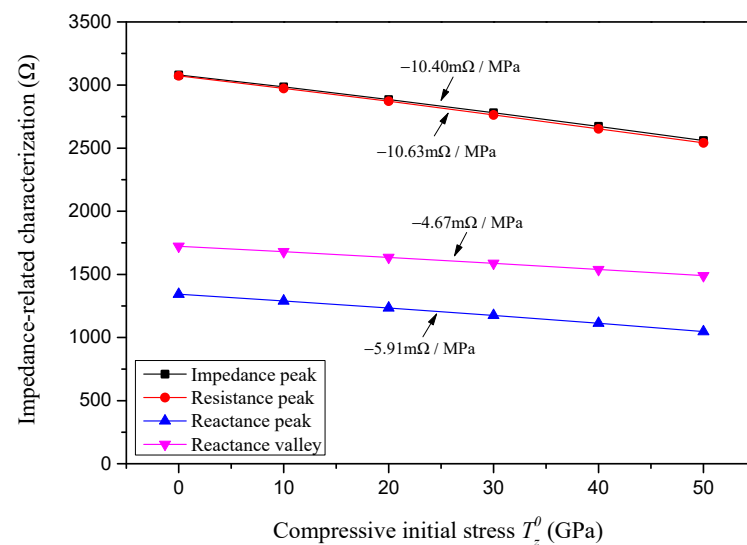 3500
3000
2500
2000
1500
1000
500
0
Impedance-related characterization (Ω)
−10.40mΩ / MPa
−10.63mΩ / MPa
−4.67mΩ / MPa
−5.91mΩ / MPa
Impedance peak
Resistance peak
Reactance peak
Reactance valley
0 10 20 30 40 50
Compressive initial stress T₅⁰ (GPa)